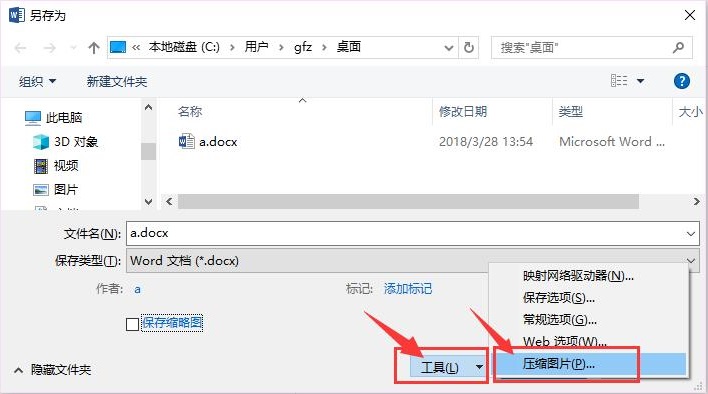 另存为
« 本地磁盘 (C:) › 用户 › gfz › 桌面
搜索"桌面"
组织 新建文件夹
此电脑
3D 对象
视频
图片
名称 修改日期 类型 大小
a.docx 2018/3/28 13:54 Microsoft Word ...
文件名(N): a.docx
保存类型(T): Word 文档 (*.docx)
作者: a 标记: 添加标记
保存缩略图
映射网络驱动器(N)...
保存选项(S)...
常规选项(G)...
Web 选项(W)...
压缩图片(P)...
隐藏文件夹
工具(L)